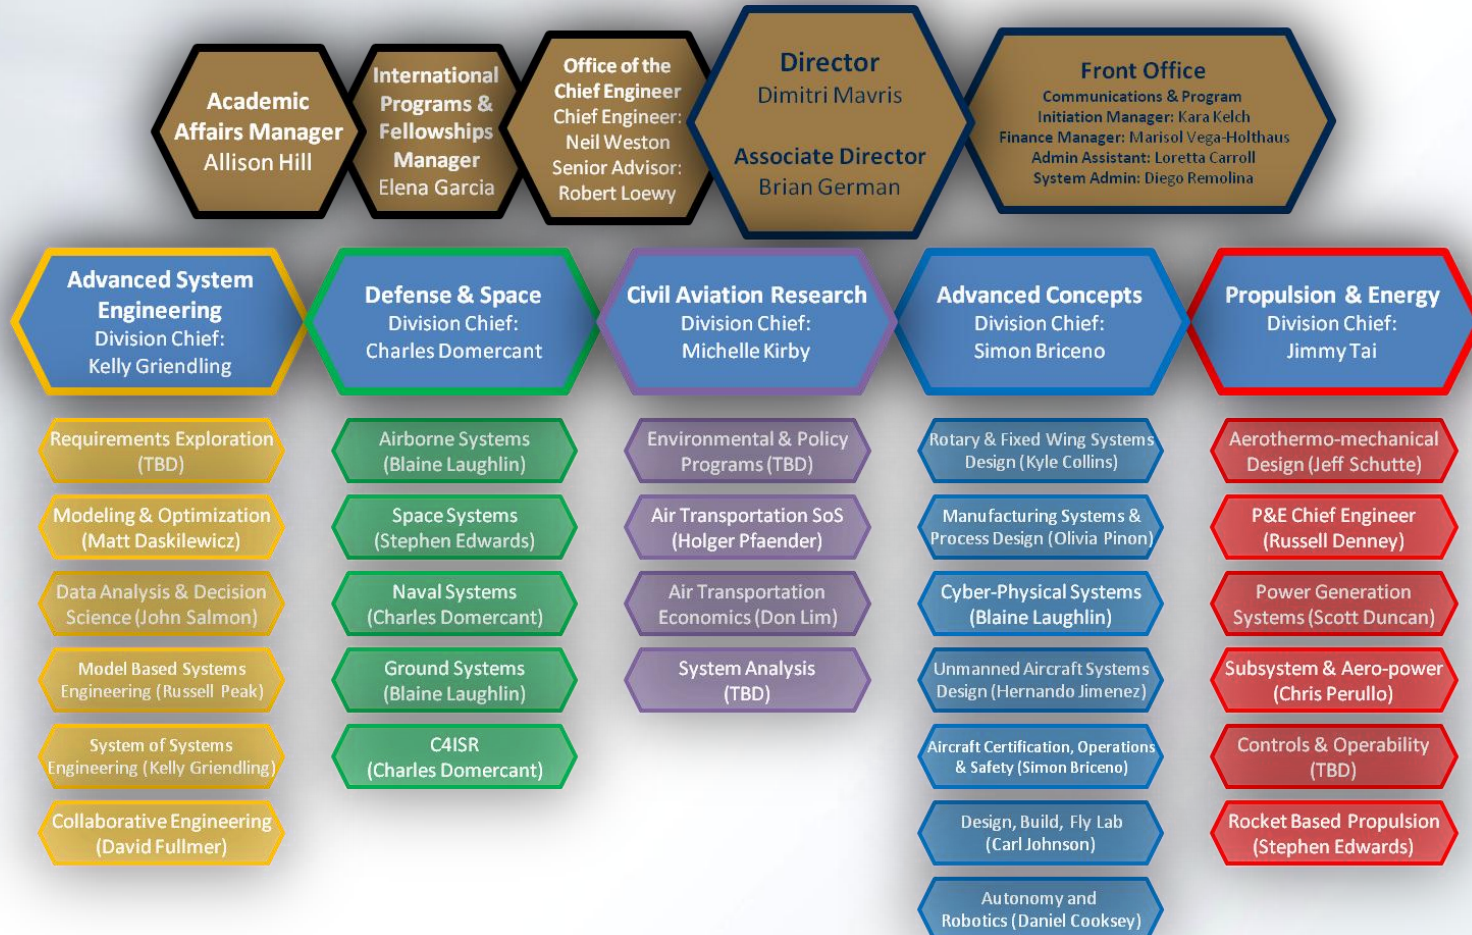 Academic
Affairs Manager
Allison Hill
International
Programs &
Fellowships
Manager
Elena Garcia
Office of the
Chief Engineer
Chief Engineer:
Neil Weston
Senior Advisor:
Robert Loewy
Director
Dimitri Mavris
Associate Director
Brian German
Front Office
Communications & Program
Initiation Manager: Kara Kelch
Finance Manager: Marisol Vega-Holthaus
Admin Assistant: Loretta Carroll
System Admin: Diego Remolina
Advanced System
Engineering
Division Chief:
Kelly Griendling
Requirements Exploration
(TBD)
Modeling & Optimization
(Matt Daskilewicz)
Data Analysis & Decision
Science (John Salmon)
Model Based Systems
Engineering (Russell Peak)
System of Systems
Engineering (Kelly Griendling)
Collaborative Engineering
(David Fullmer)
Defense & Space
Division Chief:
Charles Domercant
Airborne Systems
(Blaine Laughlin)
Space Systems
(Stephen Edwards)
Naval Systems
(Charles Domercant)
Ground Systems
(Blaine Laughlin)
C4ISR
(Charles Domercant)
Civil Aviation Research
Division Chief:
Michelle Kirby
Environmental & Policy
Programs (TBD)
Air Transportation SoS
(Holger Pfaender)
Air Transportation
Economics (Don Lim)
System Analysis
(TBD)
Advanced Concepts
Division Chief:
Simon Briceno
Rotary & Fixed Wing Systems
Design (Kyle Collins)
Manufacturing Systems &
Process Design (Olivia Pinon)
Cyber-Physical Systems
(Blaine Laughlin)
Unmanned Aircraft Systems
Design (Hernando Jimenez)
Aircraft Certification, Operations
& Safety (Simon Briceno)
Design, Build, Fly Lab
(Carl Johnson)
Autonomy and
Robotics (Daniel Cooksey)
Propulsion & Energy
Division Chief:
Jimmy Tai
Aerothermo-mechanical
Design (Jeff Schutte)
P&E Chief Engineer
(Russell Denney)
Power Generation
Systems (Scott Duncan)
Subsystem & Aero-power
(Chris Perullo)
Controls & Operability
(TBD)
Rocket Based Propulsion
(Stephen Edwards)